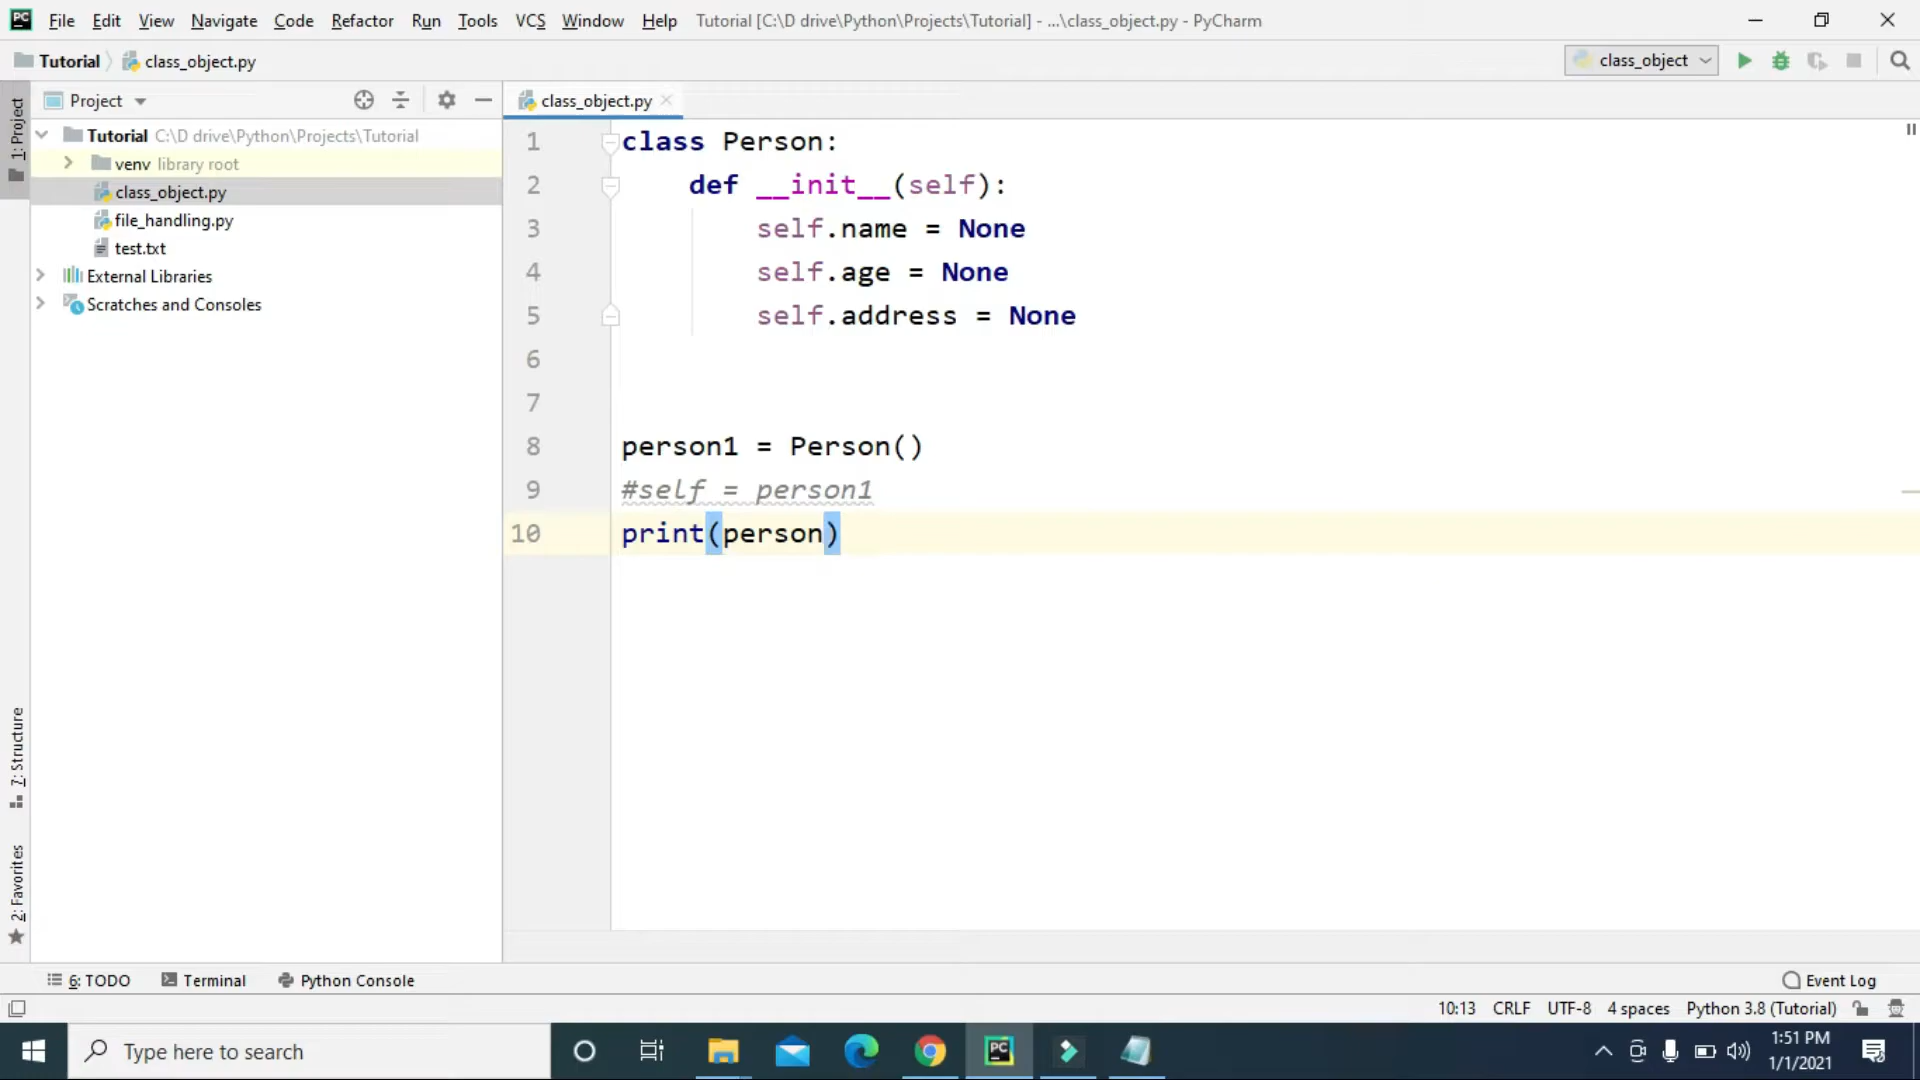 PC File Edit View Navigate Code Refactor Run Tools VCS Window Help Tutorial [C:\D drive\Python\Projects\Tutorial] - ...\class_object.py - PyCharm
Tutorial class_object.py class_object
1: Project
Project
class_object.py
Tutorial C:\D drive\Python\Projects\Tutorial
venv library root
class_object.py
file_handling.py
test.txt
External Libraries
Scratches and Consoles
1 class Person:
2 def __init__(self):
3 self.name = None
4 self.age = None
5 self.address = None
6
7
8 person1 = Person()
9 #self = person1
10 print(person)
7: Structure
2: Favorites
6: TODO Terminal Python Console Event Log
10:13 CRLF UTF-8 4 spaces Python 3.8 (Tutorial)
Type here to search PC 1:51 PM
1/1/2021